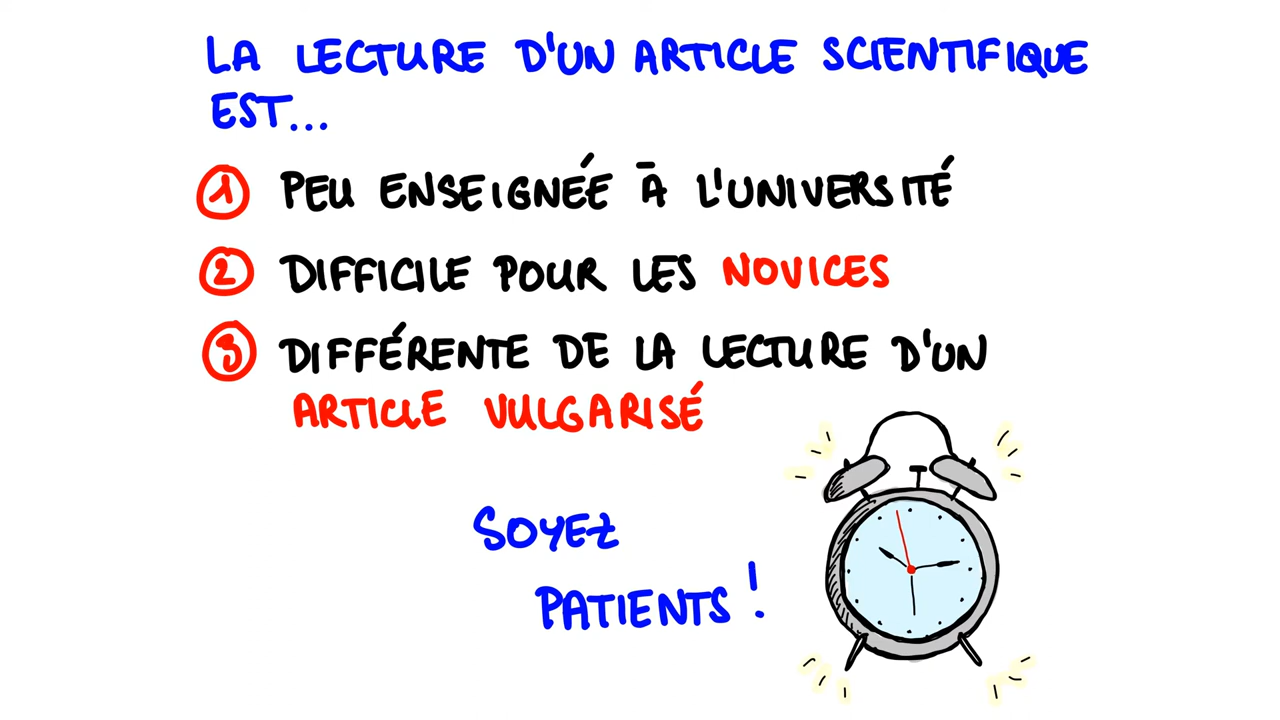 LA LECTURE D'UN ARTICLE SCIENTIFIQUE
EST...
1 PEU ENSEIGNÉE À L'UNIVERSITÉ
2 DIFFICILE POUR LES NOVICES
3 DIFFÉRENTE DE LA LECTURE D'UN
ARTICLE VULGARISÉ
SOYEZ
PATIENTS !